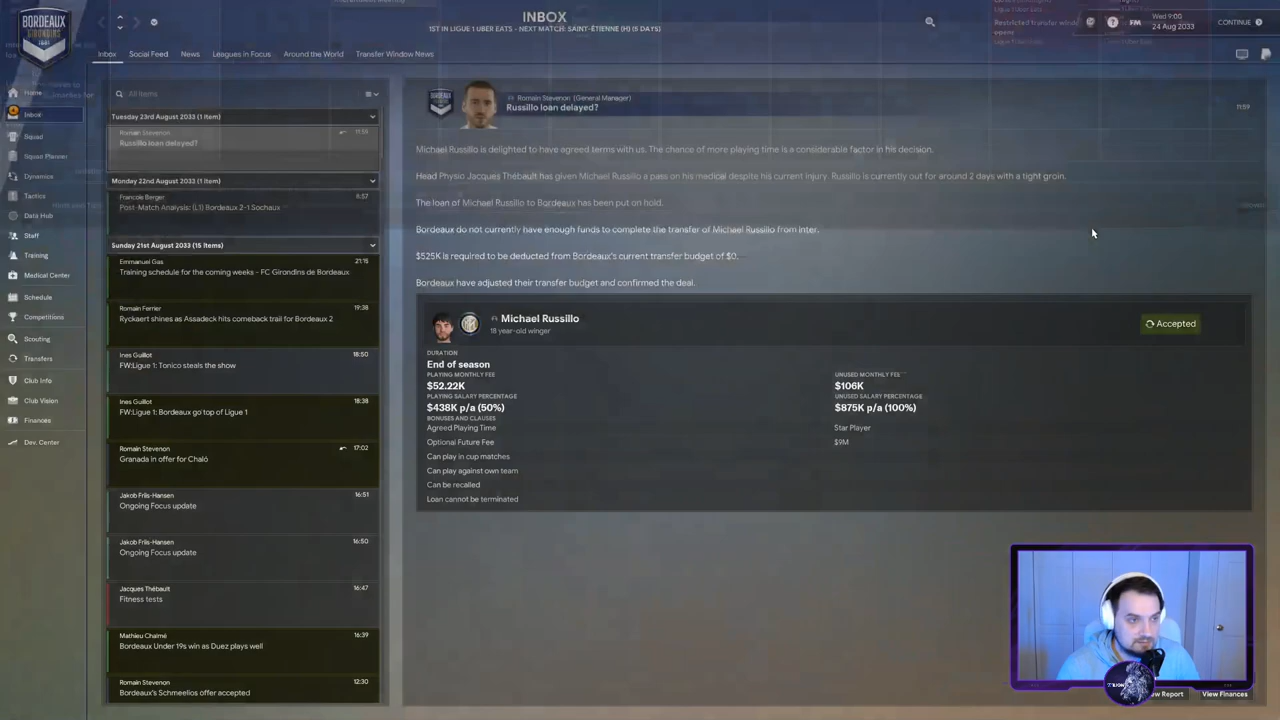 BORDEAUX
GIRONDINS
INBOX
1ST IN LIGUE 1 UBER EATS - NEXT MATCH: SAINT-ÉTIENNE (H) (5 DAYS)
Restricted transfer wind
opens
FM
Wed 9:00
24 Aug 2033
CONTINUE
Inbox
Social Feed
News
Leagues in Focus
Around the World
Transfer Window News
Home
Inbox
Squad
Squad Planner
Dynamics
Tactics
Data Hub
Staff
Training
Medical Center
Schedule
Competitions
Scouting
Transfers
Club Info
Club Vision
Finances
Dev. Center
All Items
Tuesday 23rd August 2033 (1 item)
Romain Stevenon
11:59
Russillo loan delayed?
Monday 22nd August 2033 (1 item)
Francois Berger
8:57
Post-Match Analysis: (L1) Bordeaux 2-1 Sochaux
Sunday 21st August 2033 (15 items)
Emmanuel Gas
21:15
Training schedule for the coming weeks - FC Girondins de Bordeaux
Romain Ferrier
19:38
Ryckaert shines as Assadeck hits comeback trail for Bordeaux 2
Ines Guillot
18:50
FW:Ligue 1: Tonico steals the show
Ines Guillot
18:38
FW:Ligue 1: Bordeaux go top of Ligue 1
Romain Stevenon
17:02
Granada in offer for Chaló
Jakob Friis-Hansen
16:51
Ongoing Focus update
Jakob Friis-Hansen
16:50
Ongoing Focus update
Jacques Thébault
16:47
Fitness tests
Mathieu Chalmé
16:39
Bordeaux Under 19s win as Duez plays well
Romain Stevenon
12:30
Bordeaux's Schmeelios offer accepted
Romain Stevenon (General Manager)
Russillo loan delayed?
11:59
Michael Russillo is delighted to have agreed terms with us. The chance of more playing time is a considerable factor in his decision.
Head Physio Jacques Thébault has given Michael Russillo a pass on his medical despite his current injury. Russillo is currently out for around 2 days with a tight groin.
The loan of Michael Russillo to Bordeaux has been put on hold.
Bordeaux do not currently have enough funds to complete the transfer of Michael Russillo from Inter.
$525K is required to be deducted from Bordeaux's current transfer budget of $0.
Bordeaux have adjusted their transfer budget and confirmed the deal.
Michael Russillo
18 year-old winger
Accepted
DURATION
End of season
PLAYING MONTHLY FEE
$52.22K
UNUSED MONTHLY FEE
$106K
PLAYING SALARY PERCENTAGE
$438K p/a (50%)
UNUSED SALARY PERCENTAGE
$875K p/a (100%)
BONUSES AND CLAUSES
Agreed Playing Time
Star Player
Optional Future Fee
$9M
Can play in cup matches
Can play against own team
Can be recalled
Loan cannot be terminated
Report
View Finances